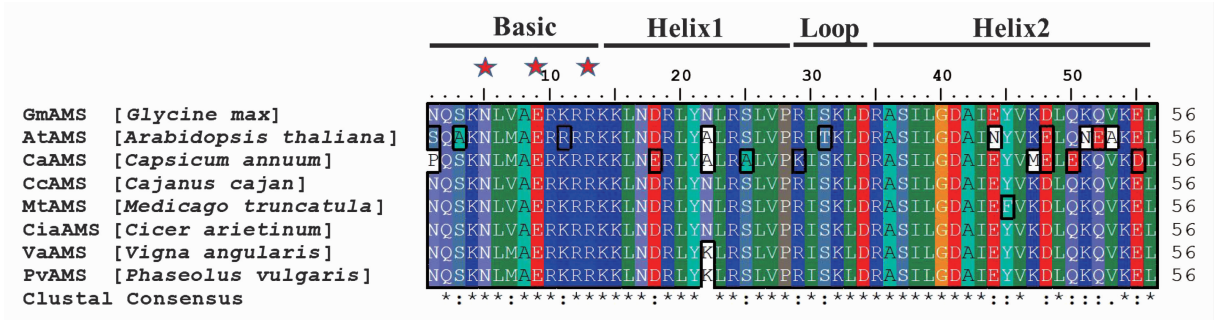 Basic Helix1 Loop Helix2
10 20 30 40 50
GmAMS [Glycine max] NQSKNLVAERKRRKKLNDRLYNLRSLVPRISKLDRASILGDAIEYVKDLQKQVKEL 56
AtAMS [Arabidopsis thaliana] SQAKNLMAERRRRKKLNDRLYALRSLVPRITKLDRASILGDAINYVKELQNEAKEL 56
CaAMS [Capsicum annuum] PQSKNLMAERKRRKKLNERLYALRALVPKISKLDRASILGDAIEYVMELEKQVKDL 56
CcAMS [Cajanus cajan] NQSKNLVAERKRRKKLNDRLYNLRSLVPRISKLDRASILGDAIEYVKDLQKQVKEL 56
MtAMS [Medicago truncatula] NQSKNLVAERKRRKKLNDRLYNLRSLVPRISKLDRASILGDAIEFVKDLQKQVKEL 56
CiaAMS [Cicer arietinum] NQSKNLVAERKRRKKLNDRLYNLRSLVPRISKLDRASILGDAIEYVKDLQKQVKEL 56
VaAMS [Vigna angularis] NQSKNLVAERKRRKKLNDRLYKLRSLVPRISKLDRASILGDAIEYVKDLQKQVKEL 56
PvAMS [Phaseolus vulgaris] NQSKNLVAERKRRKKLNDRLYKLRSLVPRISKLDRASILGDAIEYVKDLQKQVKEL 56
Clustal Consensus *:***:***:******:*** **:***:*:************::* :*:::.*:*